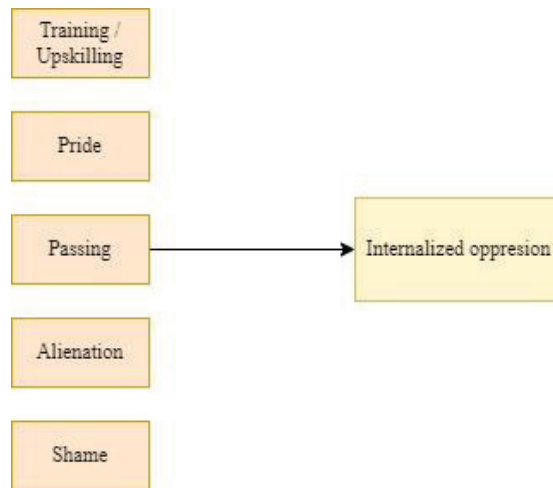 Training /
Upskilling
Pride
Passing
Internalized oppresion
Alienation
Shame